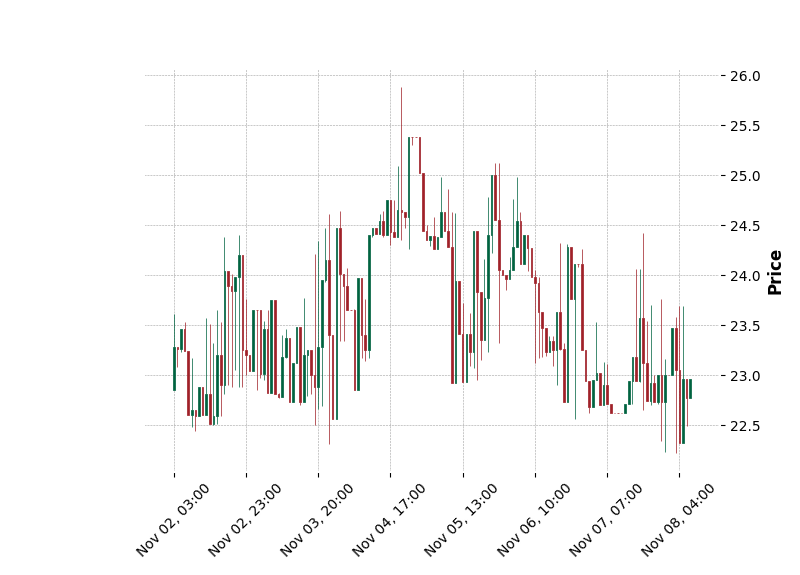 26.0
25.5
25.0
24.5
24.0
23.5
23.0
22.5
Price
Nov 02, 03:00
Nov 02, 23:00
Nov 03, 20:00
Nov 04, 17:00
Nov 05, 13:00
Nov 06, 10:00
Nov 07, 07:00
Nov 08, 04:00